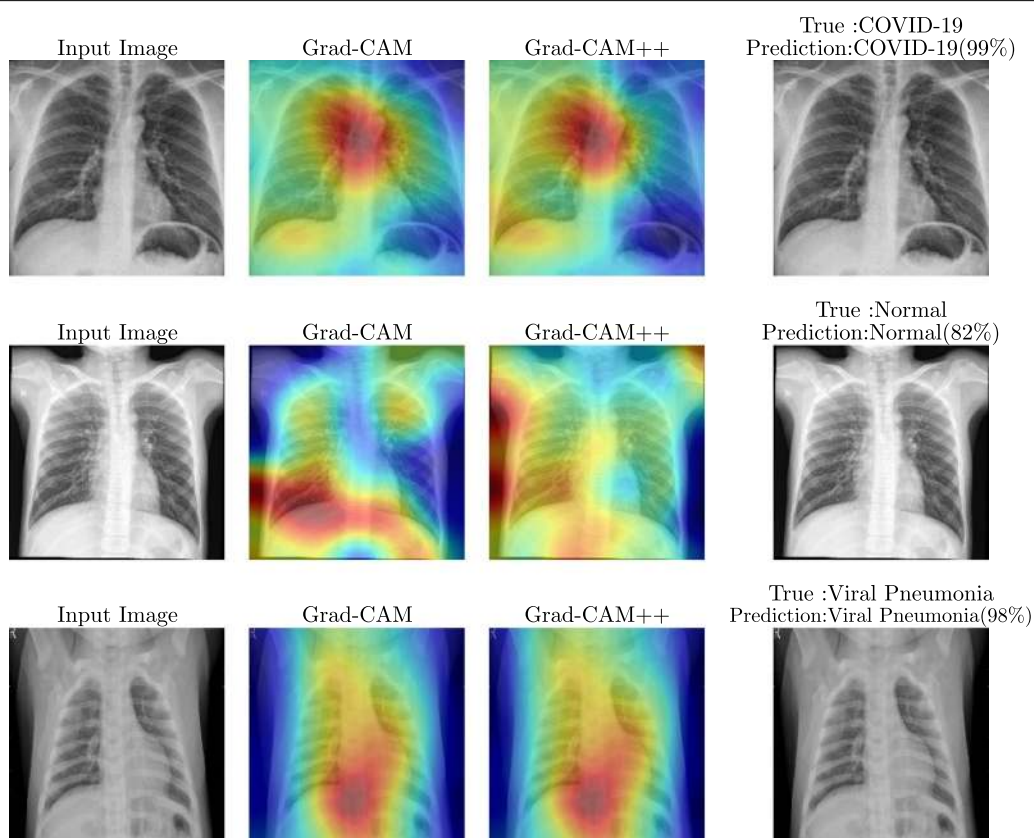 Input Image
Grad-CAM
Grad-CAM++
True :COVID-19
Prediction:COVID-19(99%)
Input Image
Grad-CAM
Grad-CAM++
True :Normal
Prediction:Normal(82%)
Input Image
Grad-CAM
Grad-CAM++
True :Viral Pneumonia
Prediction:Viral Pneumonia(98%)